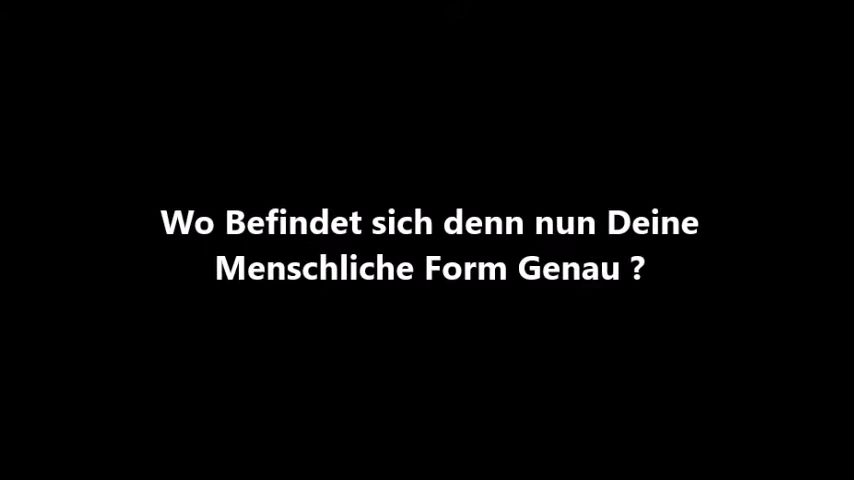 Wo Befindet sich denn nun Deine
Menschliche Form Genau ?